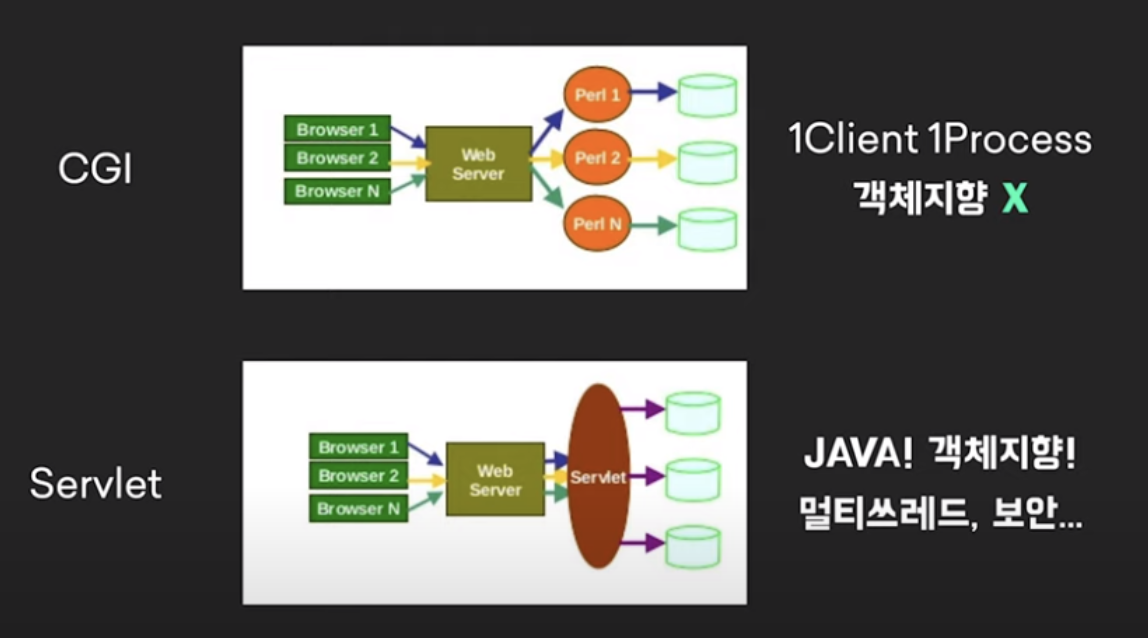 CGI
Browser 1
Browser 2
Browser N
Web
Server
Perl 1
Perl 2
Perl N
1Client 1Process
객체지향 X
Servlet
Browser 1
Browser 2
Browser N
Web
Server
Servlet
JAVA! 객체지향!
멀티쓰레드, 보안...